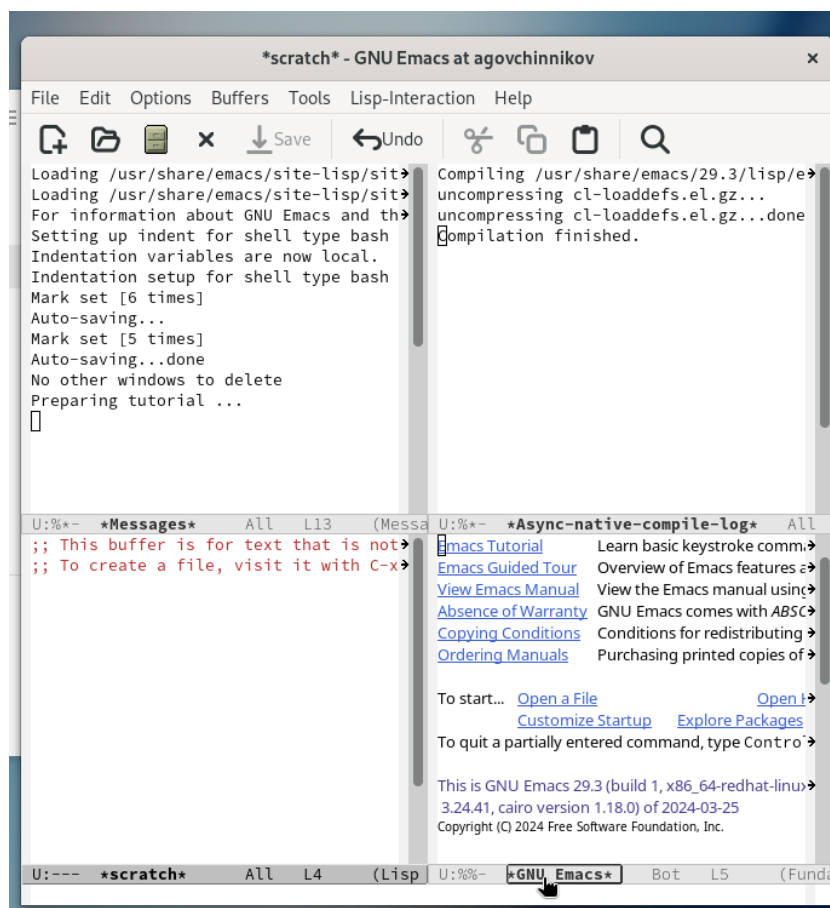 *scratch* - GNU Emacs at agovchinnikov
File Edit Options Buffers Tools Lisp-Interaction Help
Save Undo
Loading /usr/share/emacs/site-lisp/sit
Loading /usr/share/emacs/site-lisp/sit
For information about GNU Emacs and th
Setting up indent for shell type bash
Indentation variables are now local.
Indentation setup for shell type bash
Mark set [6 times]
Auto-saving...
Mark set [5 times]
Auto-saving...done
No other windows to delete
Preparing tutorial ...
U:%*- *Messages* All L13 (Messa
Compiling /usr/share/emacs/29.3/lisp/e
uncompressing cl-loaddefs.el.gz...
uncompressing cl-loaddefs.el.gz...done
Compilation finished.
U:%*- *Async-native-compile-log* All
;; This buffer is for text that is not
;; To create a file, visit it with C-x
U:--- *scratch* All L4 (Lisp
Emacs Tutorial Learn basic keystroke comm
Emacs Guided Tour Overview of Emacs features a
View Emacs Manual View the Emacs manual using
Absence of Warranty GNU Emacs comes with ABSO
Copying Conditions Conditions for redistributing
Ordering Manuals Purchasing printed copies of
To start... Open a File Open H
Customize Startup Explore Packages
To quit a partially entered command, type Contro
This is GNU Emacs 29.3 (build 1, x86_64-redhat-linux
3.24.41, cairo version 1.18.0) of 2024-03-25
Copyright (C) 2024 Free Software Foundation, Inc.
U:%%- *GNU Emacs* Bot L5 (Funda